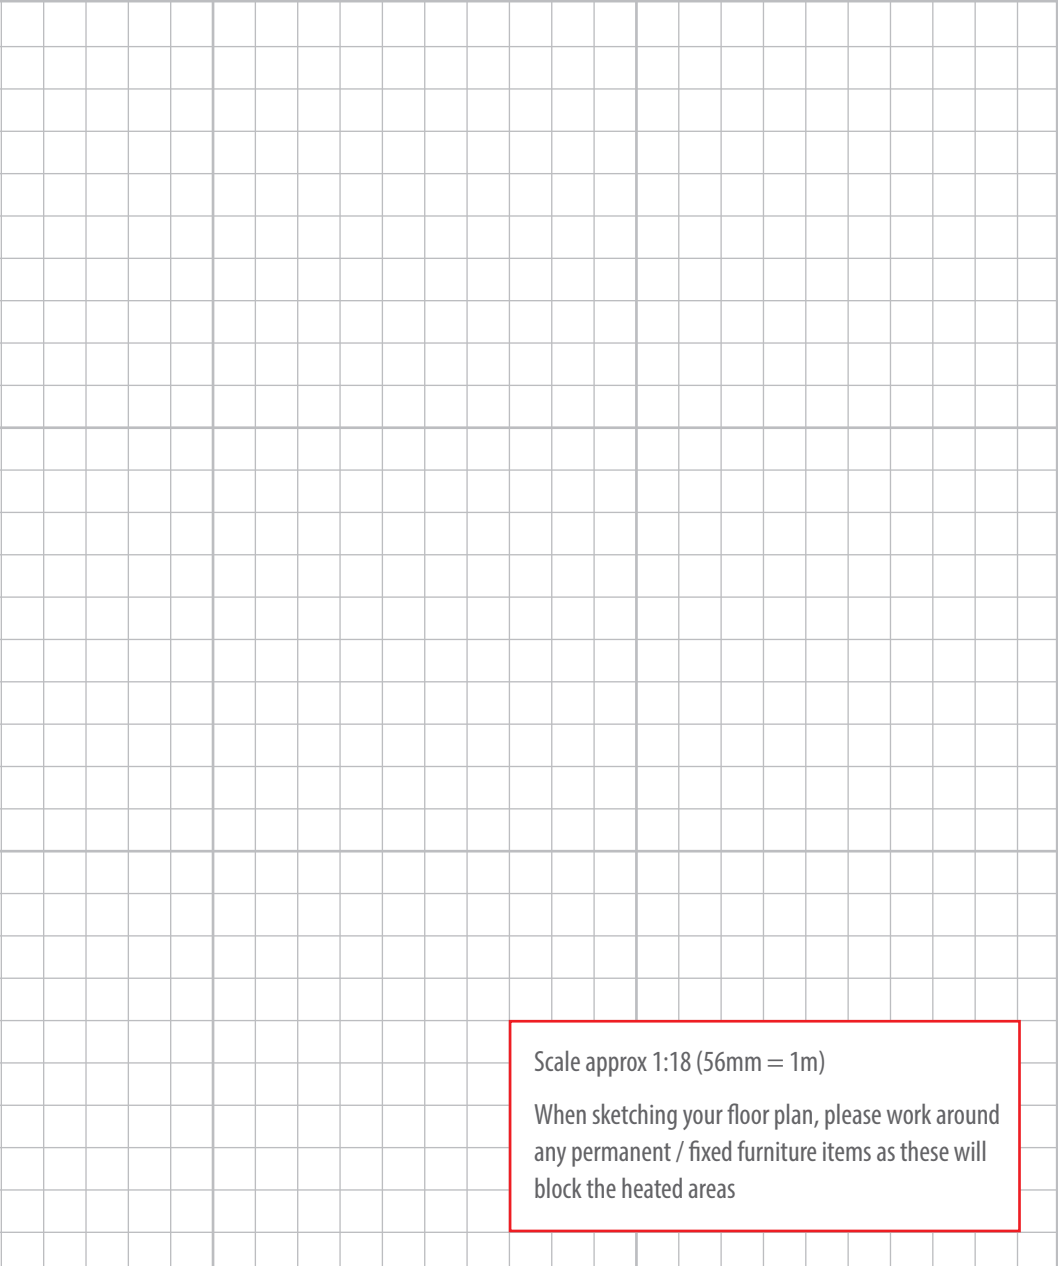 Scale approx 1:18 (56mm = 1m)
When sketching your floor plan, please work around
any permanent / fixed furniture items as these will
block the heated areas